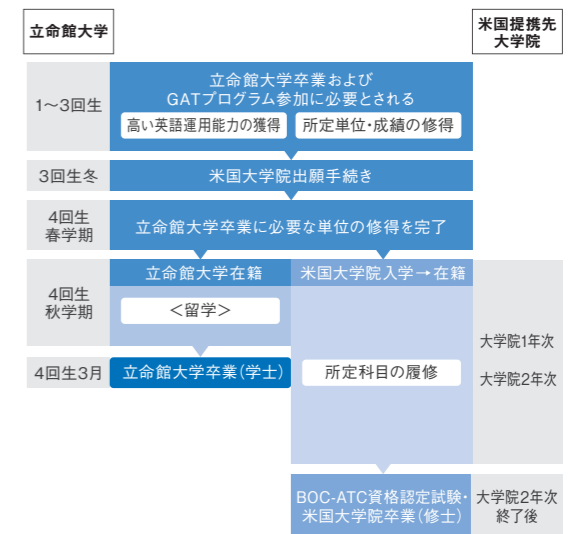 立命館大学
米国提携先
大学院
1～3回生
立命館大学卒業および
GATプログラム参加に必要とされる
高い英語運用能力の獲得
所定単位・成績の修得
3回生冬
米国大学院出願手続き
4回生
春学期
立命館大学卒業に必要な単位の修得を完了
4回生
秋学期
立命館大学在籍
米国大学院入学→在籍
＜留学＞
大学院1年次
4回生3月
立命館大学卒業（学士）
所定科目の履修
大学院2年次
BOC-ATC資格認定試験・
米国大学院卒業（修士）
大学院2年次
終了後